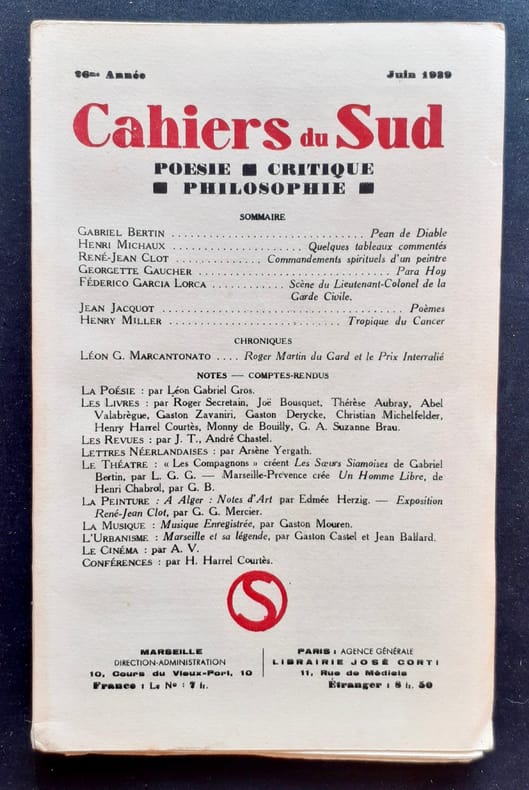 26me Année Juin 1939
Cahiers du Sud
POESIE ■ CRITIQUE
■ PHILOSOPHIE ■
SOMMAIRE
GABRIEL BERTIN .............................. Pean de Diable
HENRI MICHAUX ..................... Quelques tableaux commentés
RENÉ-JEAN CLOT .............. Commandements spirituels d'un peintre
GEORGETTE GAUCHER .............................. Para Hoy
FÉDERICO GARCIA LORCA ............ Scène du Lieutenant-Colonel de la
Garde Civile.
JEAN JACQUOT ........................................ Poèmes
HENRY MILLER ............................ Tropique du Cancer
CHRONIQUES
LÉON G. MARCANTONATO .... Roger Martin du Gard et le Prix Interrallié
NOTES — COMPTES-RENDUS
LA POÉSIE : par Léon Gabriel Gros.
LES LIVRES : par Roger Secretain, Joë Bousquet, Thérèse Aubray, Abel
Valabrègue, Gaston Zavaniri, Gaston Derycke, Christian Michelfelder,
Henry Harrel Courtès, Monny de Bouilly, G. A. Suzanne Brau.
LES REVUES : par J. T., André Chastel.
LETTRES NÉERLANDAISES : par Arsène Yergath.
LE THÉATRE : « Les Compagnons » créent Les Sœurs Siamoises de Gabriel
Bertin, par L. G. G. — Marseille-Provence crée Un Homme Libre, de
Henri Chabrol, par G. B.
LA PEINTURE : A Alger : Notes d'Art par Edmée Herzig. — Exposition
René-Jean Clot, par G. G. Mercier.
LA MUSIQUE : Musique Enregistrée, par Gaston Mouren.
L'URBANISME : Marseille et sa légende, par Gaston Castel et Jean Ballard.
LE CINÉMA : par A. V.
CONFÉRENCES : par H. Harrel Courtès.
S
MARSEILLE
DIRECTION-ADMINISTRATION
10, Cours du Vieux-Port, 10
France : Le No : 7 fr.
PARIS : AGENCE GÉNÉRALE
LIBRAIRIE JOSÉ CORTI
11, Rue de Médicis
Étranger : 8 fr. 50